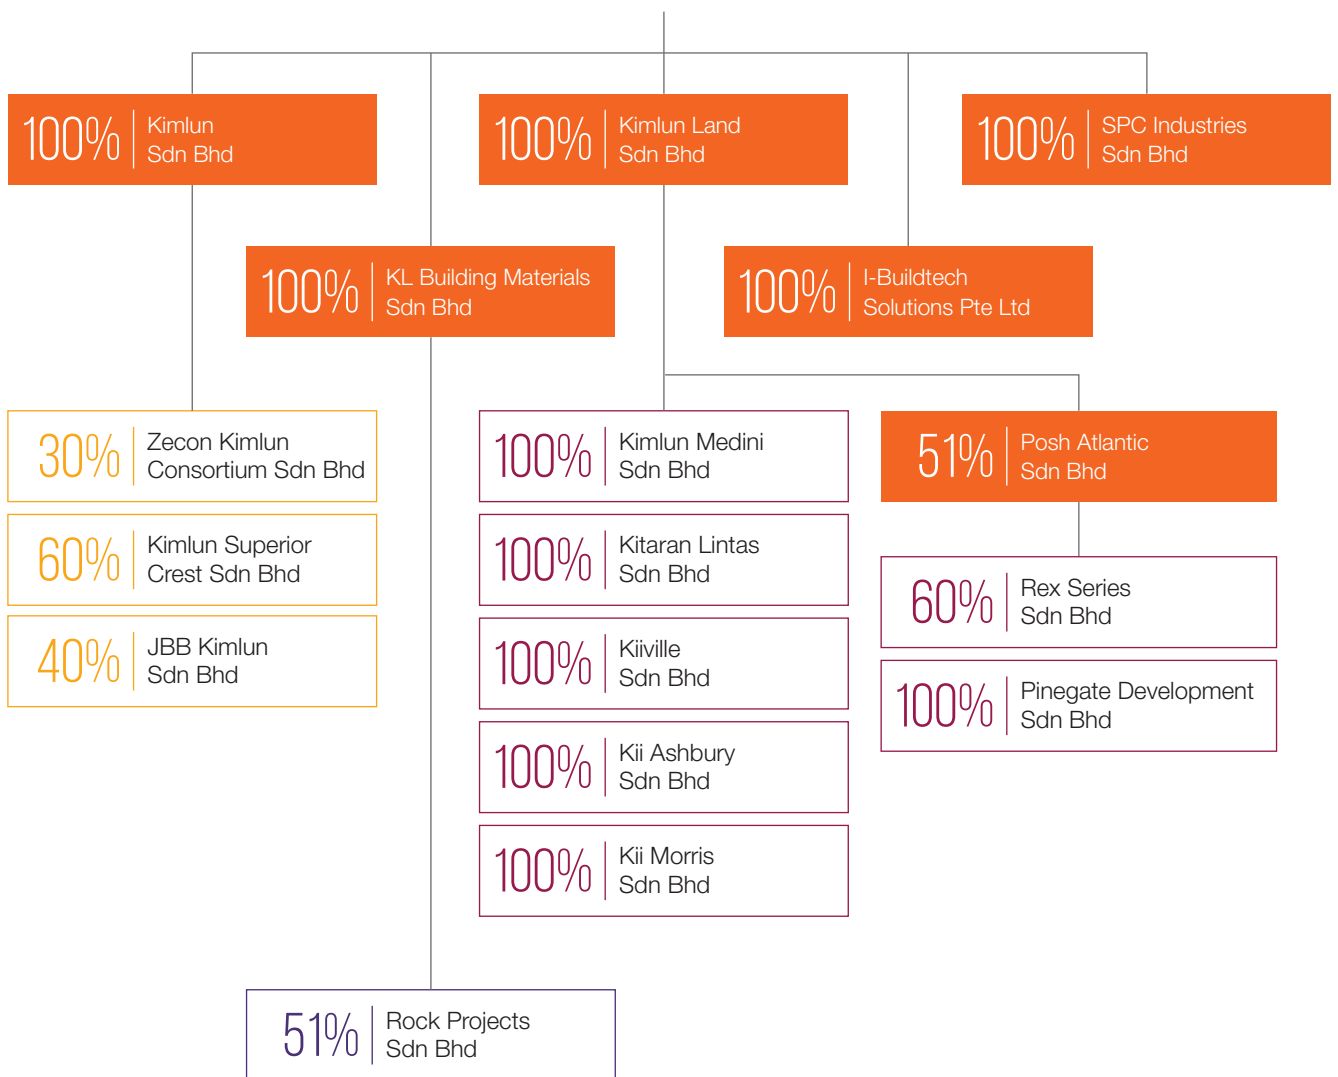 100%
Kimlun
Sdn Bhd
100%
Kimlun Land
Sdn Bhd
100%
SPC Industries
Sdn Bhd
100%
KL Building Materials
Sdn Bhd
100%
I-Buildtech
Solutions Pte Ltd
30%
Zecon Kimlun
Consortium Sdn Bhd
60%
Kimlun Superior
Crest Sdn Bhd
40%
JBB Kimlun
Sdn Bhd
100%
Kimlun Medini
Sdn Bhd
100%
Kitaran Lintas
Sdn Bhd
100%
Kiiville
Sdn Bhd
100%
Kii Ashbury
Sdn Bhd
100%
Kii Morris
Sdn Bhd
51%
Posh Atlantic
Sdn Bhd
60%
Rex Series
Sdn Bhd
100%
Pinegate Development
Sdn Bhd
51%
Rock Projects
Sdn Bhd